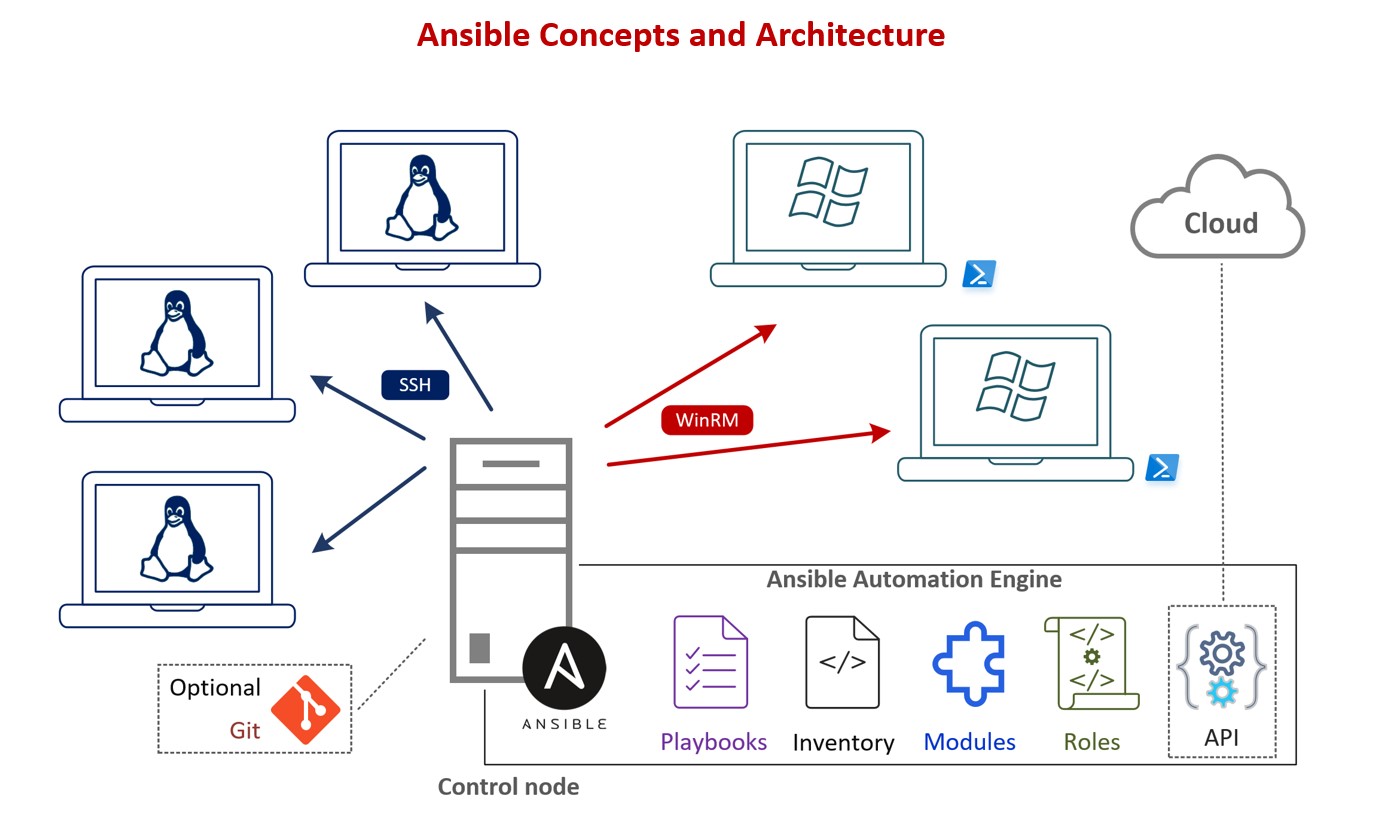 Ansible Concepts and Architecture
Cloud
SSH
WinRM
Ansible Automation Engine
</>
</>
</>
{ }
Optional
Git
ANSIBLE
Playbooks
Inventory
Modules
Roles
API
Control node